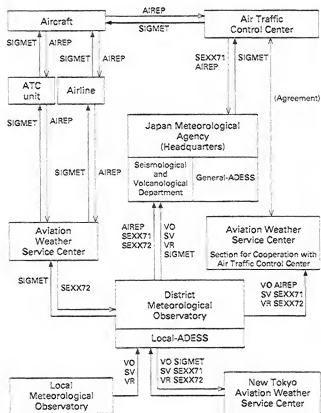 Aircraft
AIREP
SIGMET
Air Traffic
Control Center
SIGMET
AIREP
SIGMET
AIREP
SEXX71
AIREP
SIGMET
ATC
unit
Airline
(Agreement)
SIGMET
AIREP
SIGMET
AIREP
Japan Meteorological
Agency
(Headquarters)
Seismological
and
Volcanological
Department
General-ADESS
Aviation
Weather
Service Center
AIREP
SEXX71
SEXX72
VO
SV
VR
SIGMET
Aviation Weather
Service Center
Section for Cooperation with
Air Traffic Control Center
SIGMET
SEXX72
District
Meteorological
Observatory
VO AIREP
SV SEXX71
VR SEXX72
Local-ADESS
VO
SV
VR
VO SIGMET
SV SEXX71
VR SEXX72
Local
Meteorological
Observatory
New Tokyo
Aviation Weather
Service Center